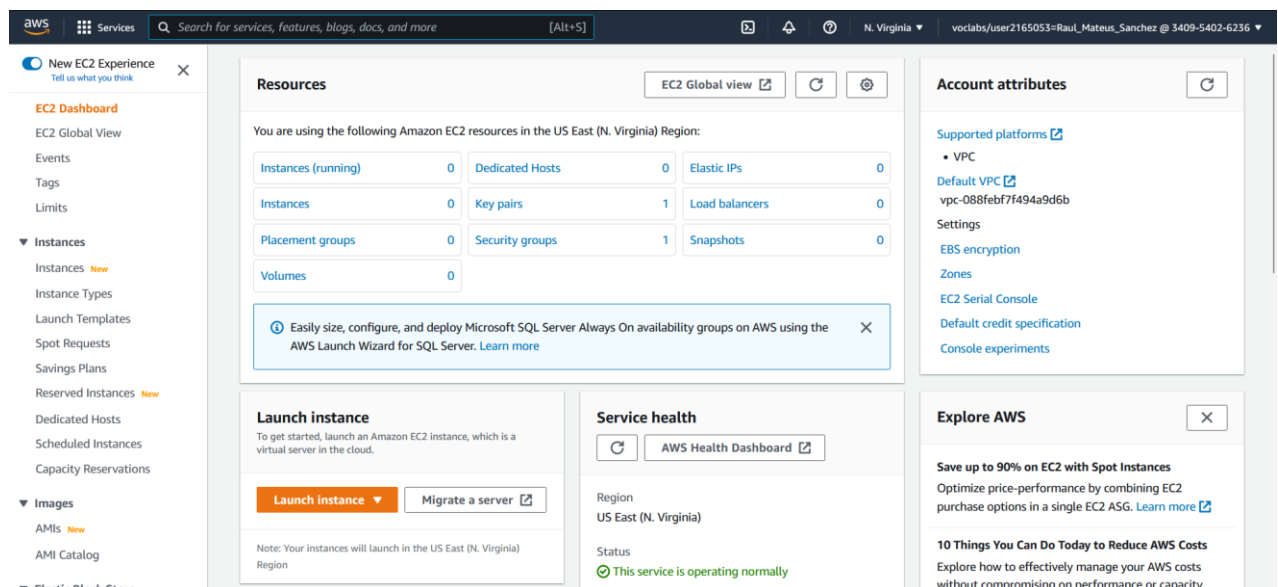 aws
Services
Search for services, features, blogs, docs, and more
[Alt+S]
N. Virginia ▼
voclabs/user2165053=Raul_Mateus_Sanchez @ 3409-5402-6236 ▼
New EC2 Experience
Tell us what you think
EC2 Dashboard
EC2 Global View
Events
Tags
Limits
▼ Instances
Instances New
Instance Types
Launch Templates
Spot Requests
Savings Plans
Reserved Instances New
Dedicated Hosts
Scheduled Instances
Capacity Reservations
▼ Images
AMIs New
AMI Catalog
Resources
EC2 Global view
You are using the following Amazon EC2 resources in the US East (N. Virginia) Region:
Instances (running) 0
Dedicated Hosts 0
Elastic IPs 0
Instances 0
Key pairs 1
Load balancers 0
Placement groups 0
Security groups 1
Snapshots 0
Volumes 0
Easily size, configure, and deploy Microsoft SQL Server Always On availability groups on AWS using the
AWS Launch Wizard for SQL Server. Learn more
Launch instance
To get started, launch an Amazon EC2 instance, which is a
virtual server in the cloud.
Launch instance ▼
Migrate a server
Note: Your instances will launch in the US East (N. Virginia)
Region
Service health
AWS Health Dashboard
Region
US East (N. Virginia)
Status
This service is operating normally
Account attributes
Supported platforms
• VPC
Default VPC
vpc-088febf7f494a9d6b
Settings
EBS encryption
Zones
EC2 Serial Console
Default credit specification
Console experiments
Explore AWS
Save up to 90% on EC2 with Spot Instances
Optimize price-performance by combining EC2
purchase options in a single EC2 ASG. Learn more
10 Things You Can Do Today to Reduce AWS Costs
Explore how to effectively manage your AWS costs
without compromising on performance or capacity